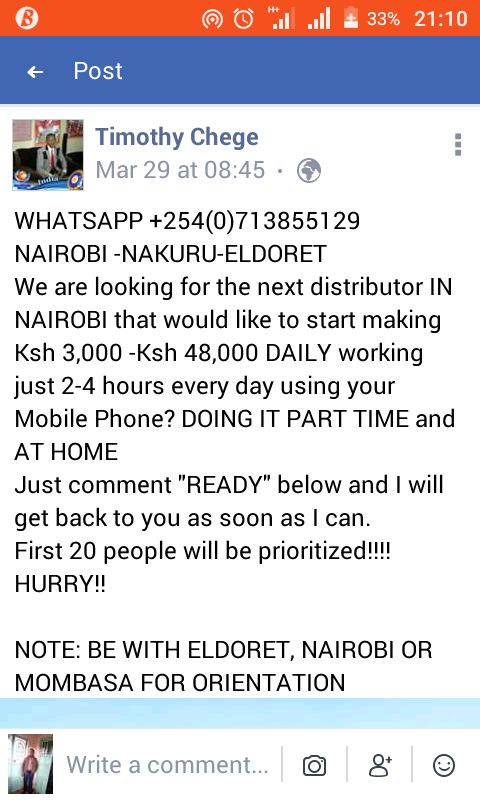 33% 21:10
Post
Timothy Chege
Mar 29 at 08:45 ·
WHATSAPP +254(0)713855129
NAIROBI -NAKURU-ELDORET
We are looking for the next distributor IN
NAIROBI that would like to start making
Ksh 3,000 -Ksh 48,000 DAILY working
just 2-4 hours every day using your
Mobile Phone? DOING IT PART TIME and
AT HOME
Just comment "READY" below and I will
get back to you as soon as I can.
First 20 people will be prioritized!!!!
HURRY!!
NOTE: BE WITH ELDORET, NAIROBI OR
MOMBASA FOR ORIENTATION
Write a comment...